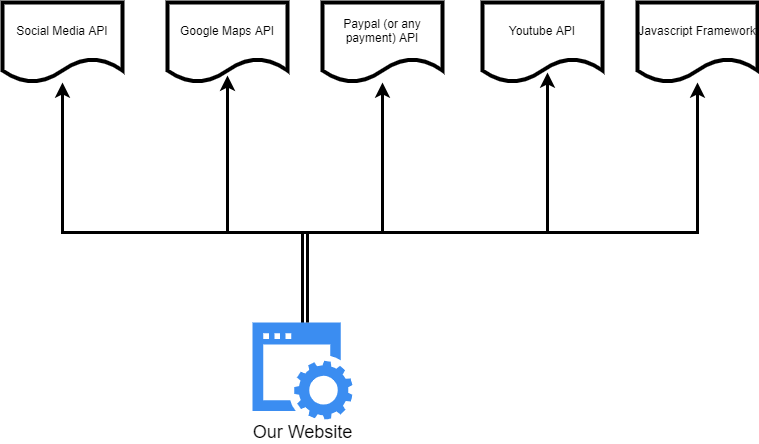 Social Media API
Google Maps API
Paypal (or any
payment) API
Youtube API
Javascript Framework
Our Website